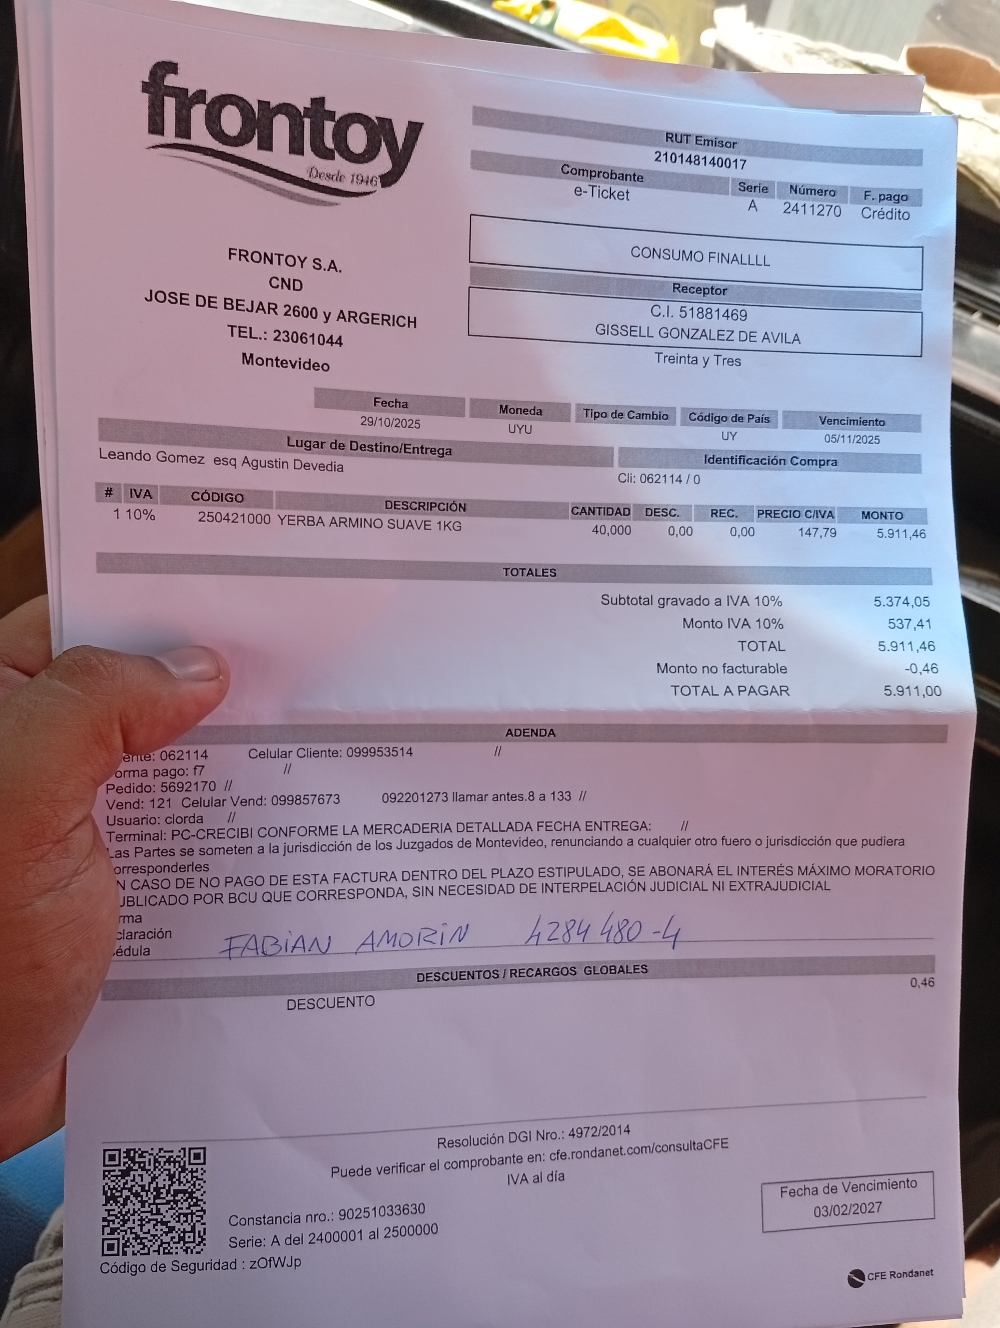 frontoy
Desde 1946
RUT Emisor
210148140017
Comprobante Serie Número F. pago
e-Ticket A 2411270 Crédito
CONSUMO FINALLLL
Receptor
C.I. 51881469
GISSELL GONZALEZ DE AVILA
Treinta y Tres
FRONTOY S.A.
CND
JOSE DE BEJAR 2600 y ARGERICH
TEL.: 23061044
Montevideo
Fecha Moneda Tipo de Cambio Código de País Vencimiento
29/10/2025 UYU UY 05/11/2025
Lugar de Destino/Entrega Identificación Compra
Leando Gomez esq Agustin Devedia Cli: 062114 / 0
# IVA CÓDIGO DESCRIPCIÓN CANTIDAD DESC. REC. PRECIO C/IVA MONTO
1 10% 250421000 YERBA ARMINO SUAVE 1KG 40,000 0,00 0,00 147,79 5.911,46
TOTALES
Subtotal gravado a IVA 10% 5.374,05
Monto IVA 10% 537,41
TOTAL 5.911,46
Monto no facturable -0,46
TOTAL A PAGAR 5.911,00
ADENDA
ente: 062114 Celular Cliente: 099953514 //
orma pago: f7 //
Pedido: 5692170 //
Vend: 121 Celular Vend: 099857673 092201273 llamar antes.8 a 133 //
Usuario: clorda //
Terminal: PC-CRECIBI CONFORME LA MERCADERIA DETALLADA FECHA ENTREGA: //
Las Partes se someten a la jurisdicción de los Juzgados de Montevideo, renunciando a cualquier otro fuero o jurisdicción que pudiera
orresponderles
N CASO DE NO PAGO DE ESTA FACTURA DENTRO DEL PLAZO ESTIPULADO, SE ABONARÁ EL INTERÉS MÁXIMO MORATORIO
UBLICADO POR BCU QUE CORRESPONDA, SIN NECESIDAD DE INTERPELACIÓN JUDICIAL NI EXTRAJUDICIAL
rma
claración
édula FABIAN AMORIN 4284480-4
DESCUENTOS / RECARGOS GLOBALES
DESCUENTO 0,46
Resolución DGI Nro.: 4972/2014
Puede verificar el comprobante en: cfe.rondanet.com/consultaCFE
IVA al día
Constancia nro.: 90251033630
Serie: A del 2400001 al 2500000
Código de Seguridad : zOfWJp
Fecha de Vencimiento
03/02/2027
CFE Rondanet